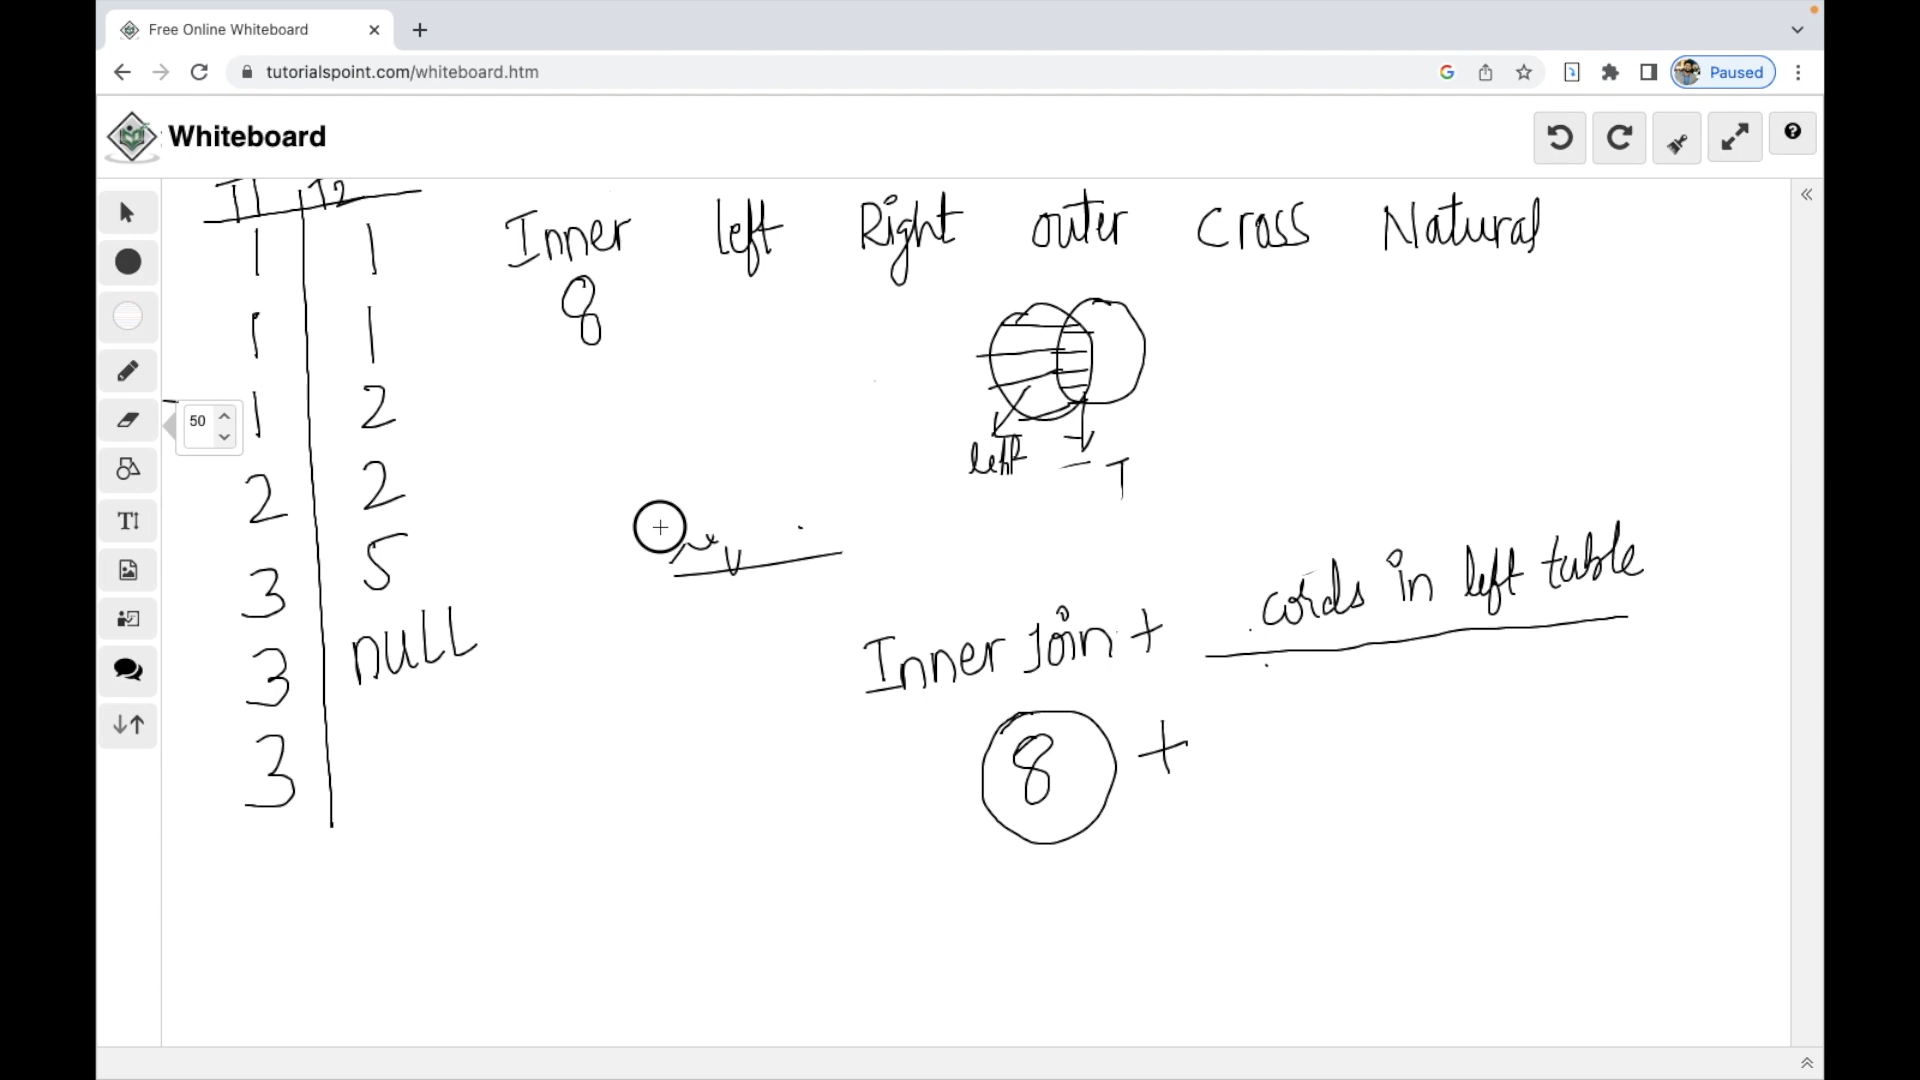 Free Online Whiteboard
tutorialspoint.com/whiteboard.htm
Paused
Whiteboard
T1 T2
Inner left Right outer Cross Natural
1 1
8
1 1
50
1 2
left
T
2 2
3 5
cords in left table
Inner join +
3 NULL
8 +
3